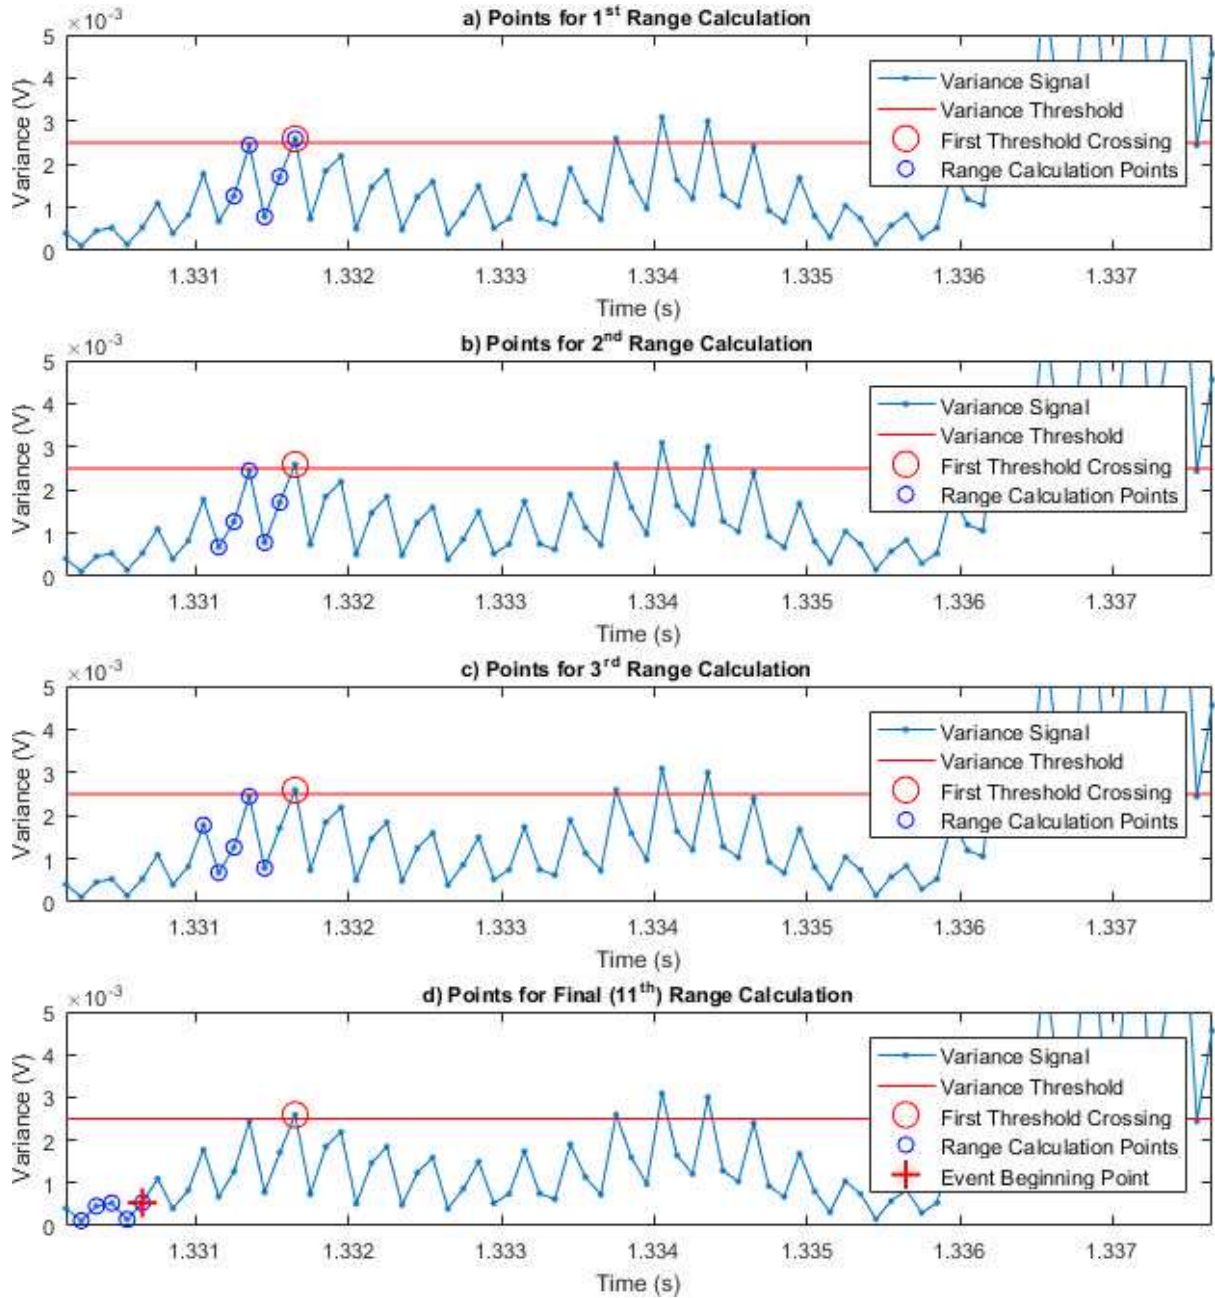 a) Points for 1st Range Calculation
×10-3
5
4
3
2
1
0
Variance (V)
Variance Signal
Variance Threshold
First Threshold Crossing
Range Calculation Points
1.331 1.332 1.333 1.334 1.335 1.336 1.337
Time (s)
b) Points for 2nd Range Calculation
×10-3
5
4
3
2
1
0
Variance (V)
Variance Signal
Variance Threshold
First Threshold Crossing
Range Calculation Points
1.331 1.332 1.333 1.334 1.335 1.336 1.337
Time (s)
c) Points for 3rd Range Calculation
×10-3
5
4
3
2
1
0
Variance (V)
Variance Signal
Variance Threshold
First Threshold Crossing
Range Calculation Points
1.331 1.332 1.333 1.334 1.335 1.336 1.337
Time (s)
d) Points for Final (11th) Range Calculation
×10-3
5
4
3
2
1
0
Variance (V)
Variance Signal
Variance Threshold
First Threshold Crossing
Range Calculation Points
Event Beginning Point
1.331 1.332 1.333 1.334 1.335 1.336 1.337
Time (s)